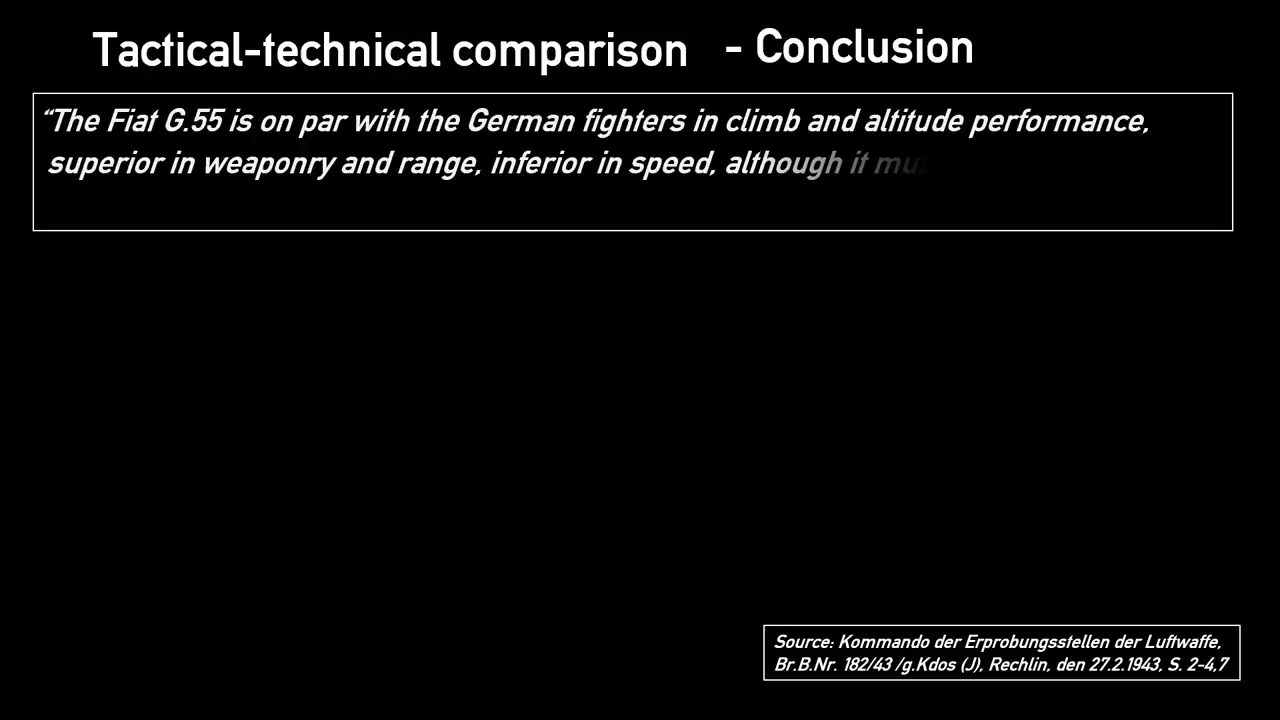 Tactical-technical comparison - Conclusion
“The Fiat G.55 is on par with the German fighters in climb and altitude performance,
superior in weaponry and range, inferior in speed, although it
Source: Kommando der Erprobungsstellen der Luftwaffe,
Br.B.Nr. 182/43 /g.Kdos (J), Rechlin, den 27.2.1943, S. 2-4,7